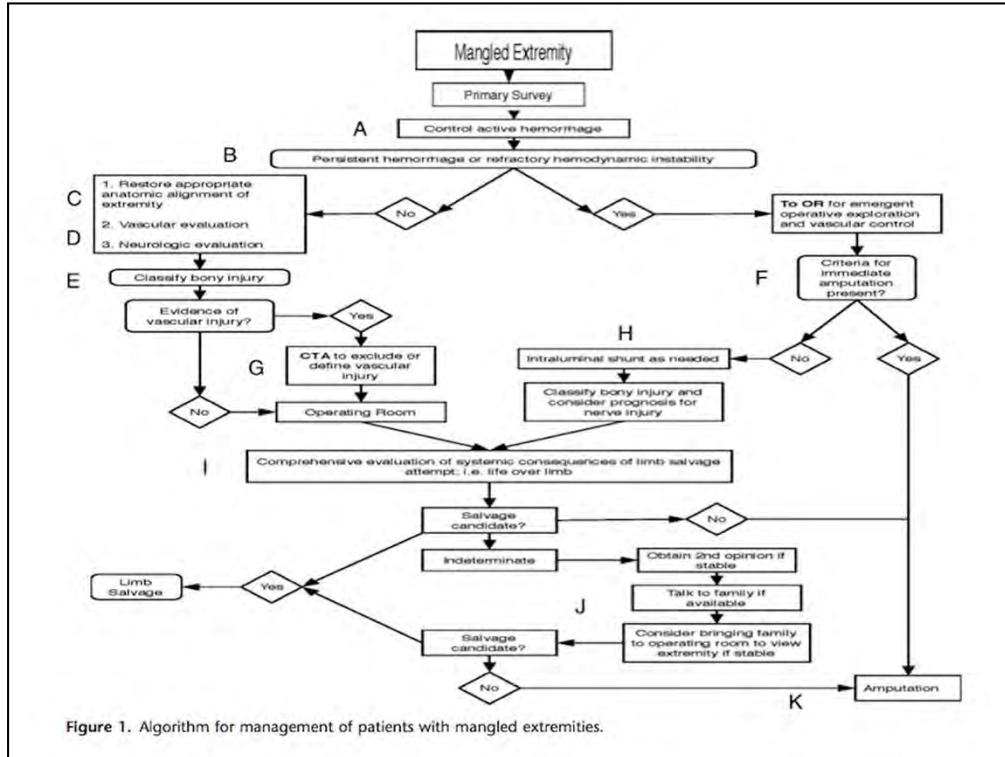 Mangled Extremity
Primary Survey
A
Control active hemorrhage
B
Persistent hemorrhage or refractory hemodynamic instability
C
1. Restore appropriate
anatomic alignment of
extremity
2. Vascular evaluation
D
3. Neurologic evaluation
No
Yes
To OR for emergent
operative exploration
and vascular control
E
Classify bony injury
F
Criteria for
immediate
amputation
present?
Evidence of
vascular injury?
Yes
H
No
Yes
G
CTA to exclude or
define vascular
injury
Intraluminal shunt as needed
No
Operating Room
Classify bony injury and
consider prognosis for
nerve injury
I
Comprehensive evaluation of systemic consequences of limb salvage
attempt; i.e. life over limb
Salvage
candidate?
No
Indeterminate
Obtain 2nd opinion if
stable
Limb
Salvage
Yes
Talk to family if
available
J
Salvage
candidate?
Consider bringing family
to operating room to view
extremity if stable
No
K
Amputation
Figure 1. Algorithm for management of patients with mangled extremities.